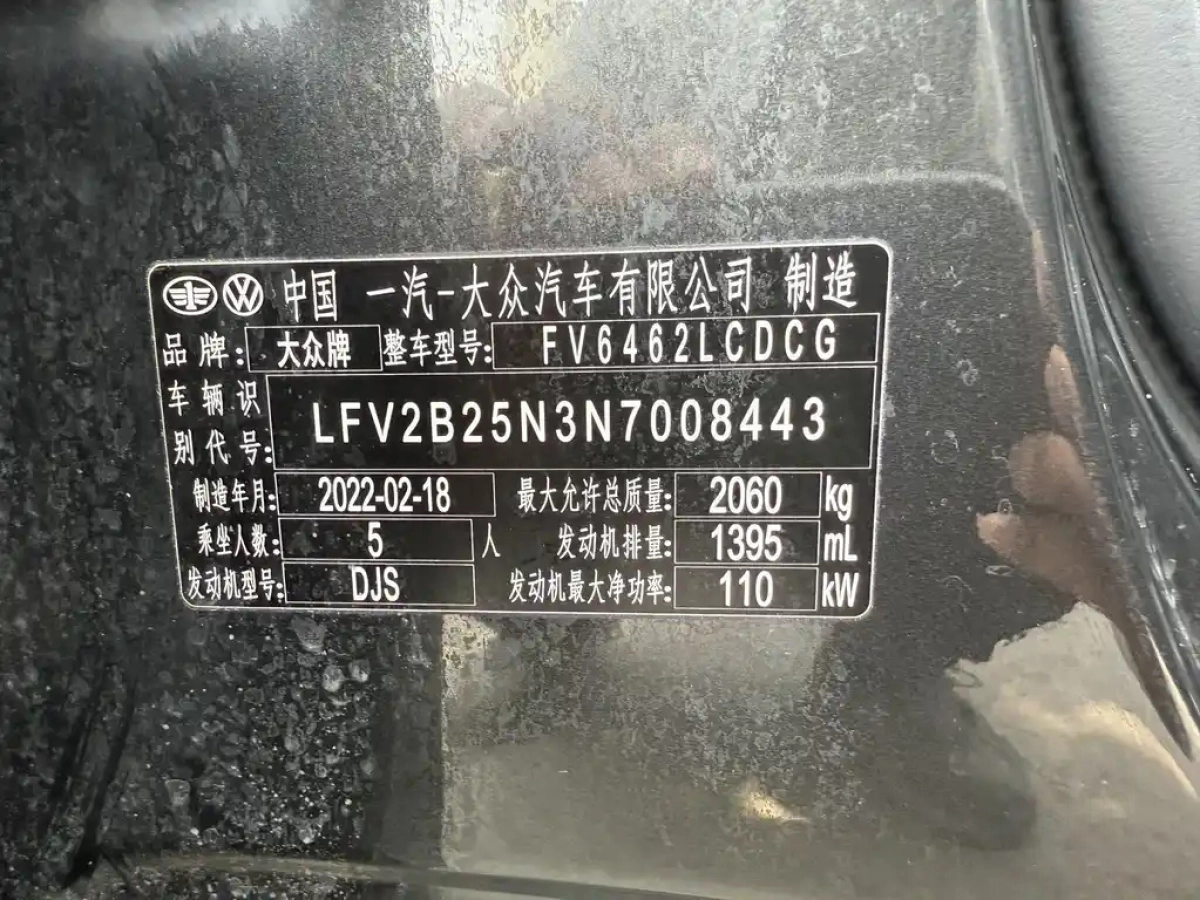 中国 一汽-大众汽车有限公司 制造
品牌: 大众牌 整车型号: FV6462LCDCG
车辆识别代号: LFV2B25N3N7008443
制造年月: 2022-02-18 最大允许总质量: 2060 kg
乘坐人数: 5 人 发动机排量: 1395 mL
发动机型号: DJS 发动机最大净功率: 110 kW